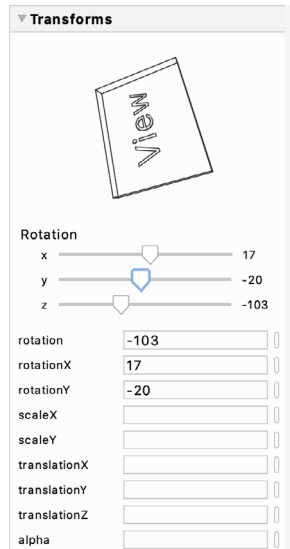 Transforms
View
Rotation
x 17
y -20
z -103
rotation -103
rotationX 17
rotationY -20
scaleX
scaleY
translationX
translationY
translationZ
alpha